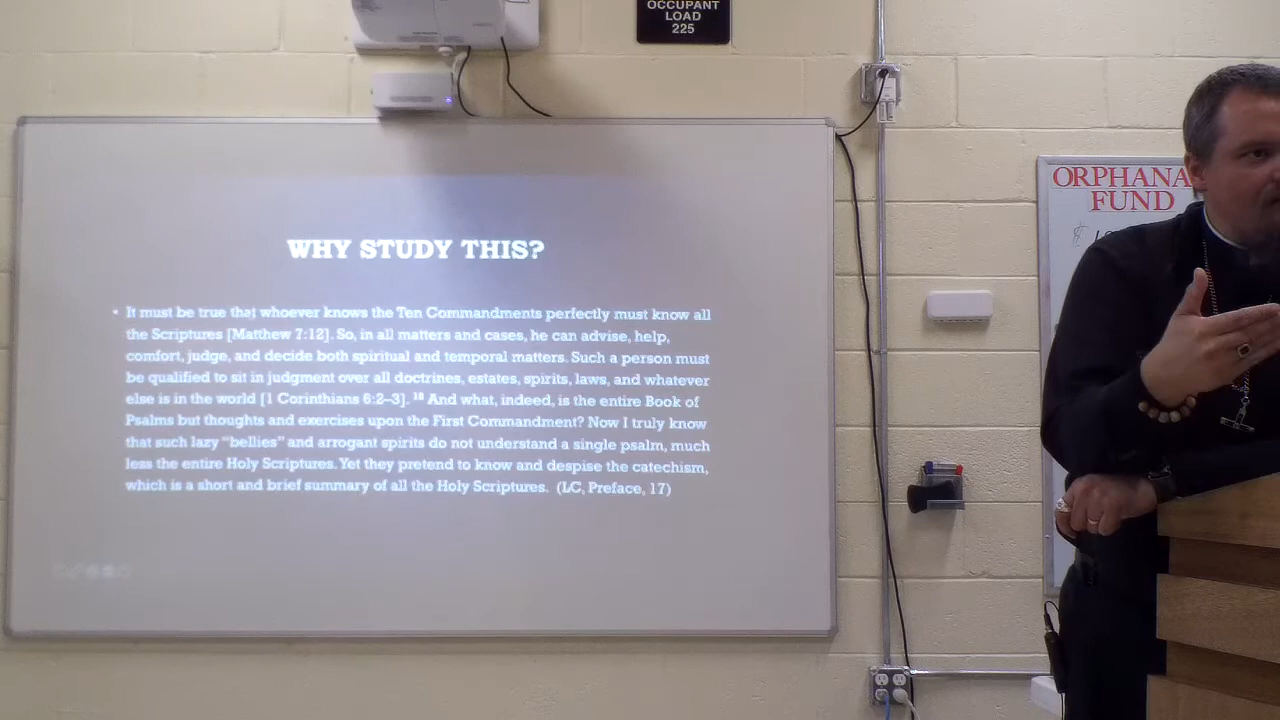 OCCUPANT
LOAD
225
WHY STUDY THIS?
• It must be true that whoever knows the Ten Commandments perfectly must know all
the Scriptures [Matthew 7:12]. So, in all matters and cases, he can advise, help,
comfort, judge, and decide both spiritual and temporal matters. Such a person must
be qualified to sit in judgment over all doctrines, estates, spirits, laws, and whatever
else is in the world [1 Corinthians 6:2–3]. 18 And what, indeed, is the entire Book of
Psalms but thoughts and exercises upon the First Commandment? Now I truly know
that such lazy “bellies” and arrogant spirits do not understand a single psalm, much
less the entire Holy Scriptures. Yet they pretend to know and despise the catechism,
which is a short and brief summary of all the Holy Scriptures. (LC, Preface, 17)
ORPHANA
FUND
$